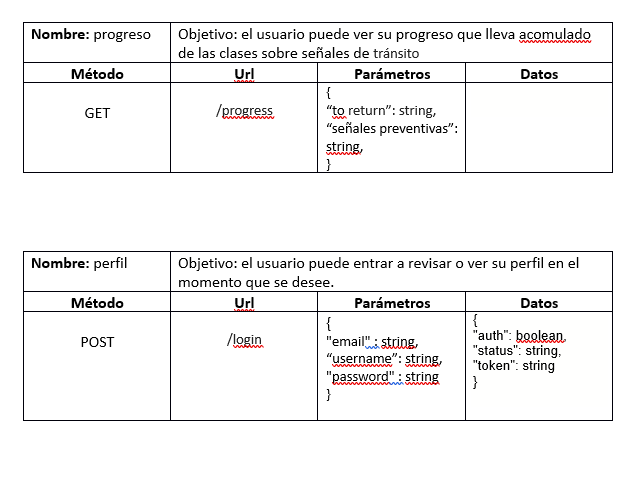 Nombre: progreso
Objetivo: el usuario puede ver su progreso que lleva acomulado
de las clases sobre señales de tránsito
Método Url Parámetros Datos
GET
/progress
{
“to return”: string,
“señales preventivas”:
string,
}
Nombre: perfil
Objetivo: el usuario puede entrar a revisar o ver su perfil en el
momento que se desee.
Método Url Parámetros Datos
POST
/login
{
"email" : string,
“username”: string,
"password" : string
}
{
"auth": boolean,
"status": string,
"token": string
}